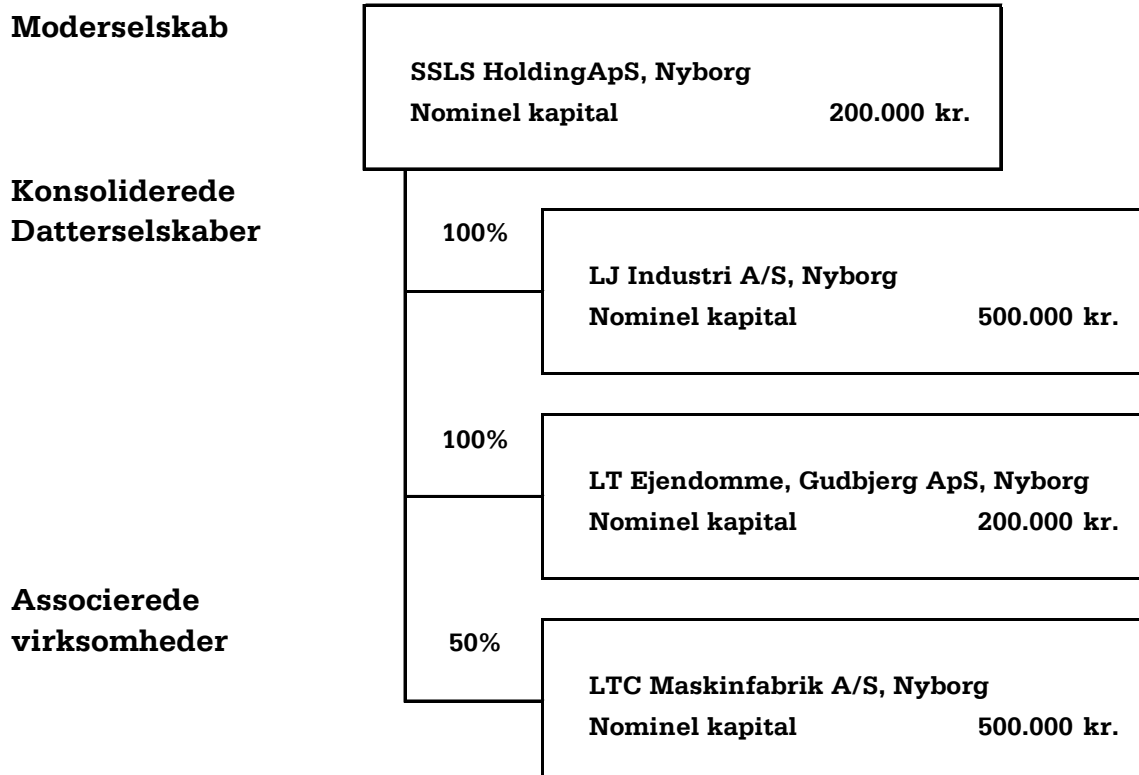 Moderselskab
SSLS HoldingApS, Nyborg
Nominel kapital 200.000 kr.
Konsoliderede
Datterselskaber
100%
LJ Industri A/S, Nyborg
Nominel kapital 500.000 kr.
100%
LT Ejendomme, Gudbjerg ApS, Nyborg
Nominel kapital 200.000 kr.
Associerede
virksomheder
50%
LTC Maskinfabrik A/S, Nyborg
Nominel kapital 500.000 kr.